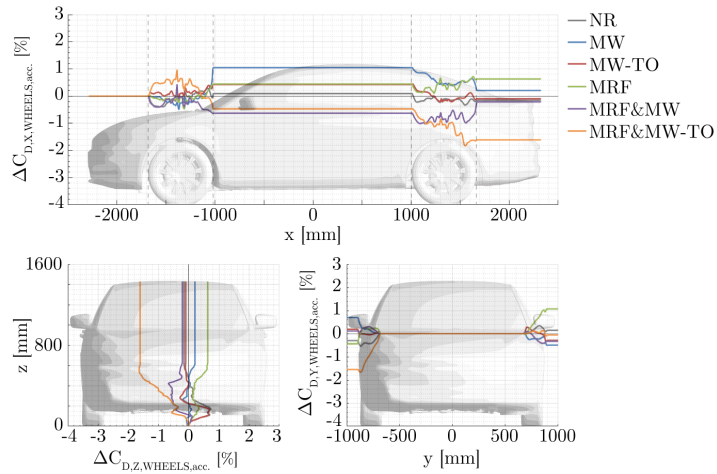 3
2
1
0
-1
-2
-3
-4
ΔC_D,X,WHEELS,acc. [%]
-2000 -1000 0 1000 2000
x [mm]
NR
MW
MW-TO
MRF
MRF&MW
MRF&MW-TO
1600
800
0
z [mm]
-4 -3 -2 -1 0 1 2 3
ΔC_D,Z,WHEELS,acc. [%]
3
2
1
0
-1
-2
-3
-4
ΔC_D,Y,WHEELS,acc. [%]
-1000 -500 0 500 1000
y [mm]